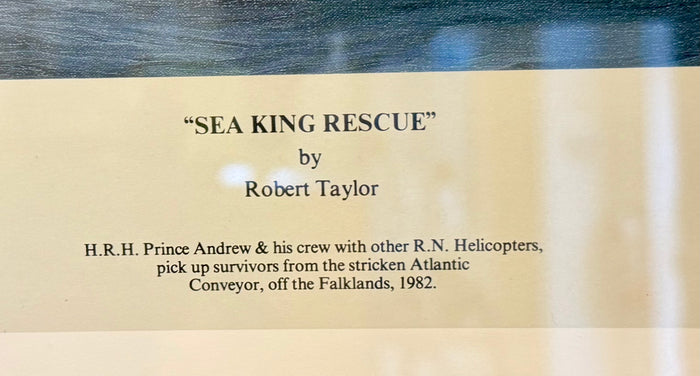 “SEA KING RESCUE”
by
Robert Taylor
H.R.H. Prince Andrew & his crew with other R.N. Helicopters,
pick up survivors from the stricken Atlantic
Conveyor, off the Falklands, 1982.